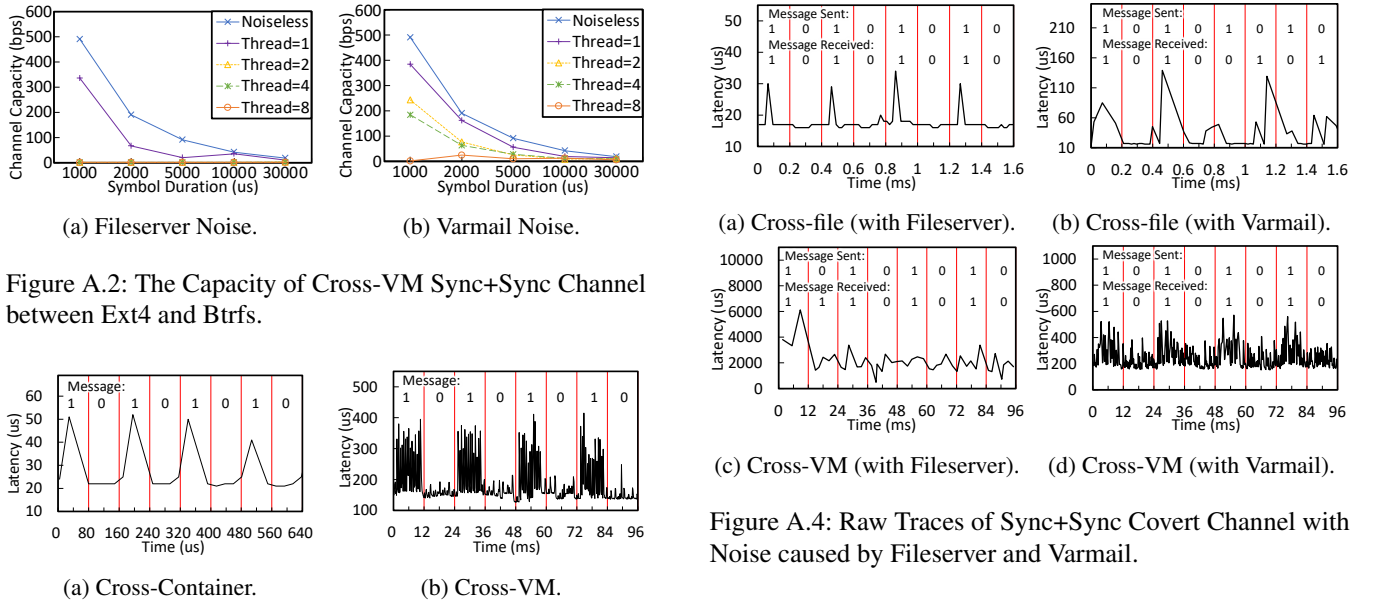 Channel Capacity (bps)
600
500
400
300
200
100
0
Noiseless
Thread=1
Thread=2
Thread=4
Thread=8
1000 2000 5000 10000 30000
Symbol Duration (us)
(a) Fileserver Noise.
Channel Capacity (bps)
600
500
400
300
200
100
0
Noiseless
Thread=1
Thread=2
Thread=4
Thread=8
1000 2000 5000 10000 30000
Symbol Duration (us)
(b) Varmail Noise.
Figure A.2: The Capacity of Cross-VM Sync+Sync Channel
between Ext4 and Btrfs.
Latency (us)
60
50
40
30
20
10
Message:
1 0 1 0 1 0 1 0
0 80 160 240 320 400 480 560 640
Time (us)
(a) Cross-Container.
Latency (us)
500
400
300
200
100
Message:
1 0 1 0 1 0 1 0
0 12 24 36 48 60 72 84 96
Time (ms)
(b) Cross-VM.
Latency (us)
50
40
30
20
10
Message Sent:
1 0 1 0 1 0 1 0
Message Received:
1 0 1 0 1 0 1 0
0 0.2 0.4 0.6 0.8 1 1.2 1.4 1.6
Time (ms)
(a) Cross-file (with Fileserver).
Latency (us)
210
160
110
60
10
Message Sent:
1 0 1 0 1 0 1 0
Message Received:
1 0 1 0 0 1 0 1
0 0.2 0.4 0.6 0.8 1 1.2 1.4 1.6
Time (ms)
(b) Cross-file (with Varmail).
Latency (us)
10000
8000
6000
4000
2000
0
Message Sent:
1 0 1 0 1 0 1 0
Message Received:
1 1 1 0 0 0 1 0
0 12 24 36 48 60 72 84 96
Time (ms)
(c) Cross-VM (with Fileserver).
Latency (us)
1000
800
600
400
200
0
Message Sent:
1 0 1 0 1 0 1 0
Message Received:
1 0 1 0 1 0 1 0
0 12 24 36 48 60 72 84 96
Time (ms)
(d) Cross-VM (with Varmail).
Figure A.4: Raw Traces of Sync+Sync Covert Channel with
Noise caused by Fileserver and Varmail.